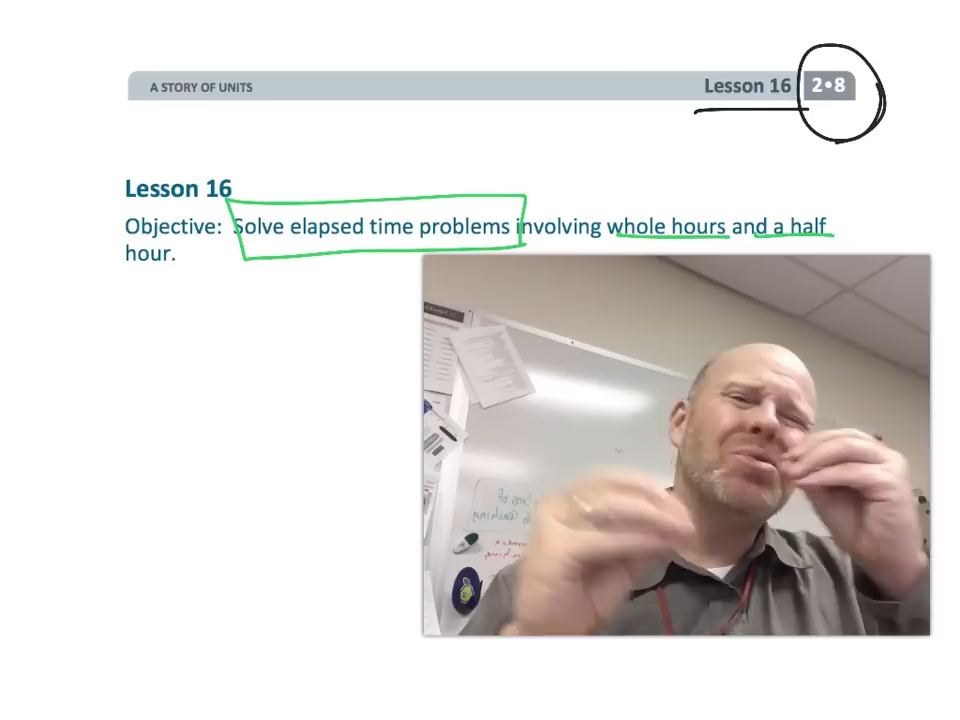 A STORY OF UNITS
Lesson 16 2•8
Lesson 16
Objective: Solve elapsed time problems involving whole hours and a half
hour.